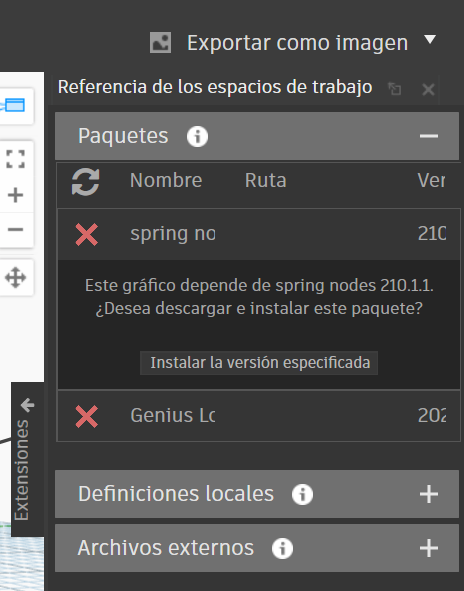 Exportar como imagen
Referencia de los espacios de trabajo
Paquetes
Nombre Ruta Ver
spring no 210
Este gráfico depende de spring nodes 210.1.1.
¿Desea descargar e instalar este paquete?
Instalar la versión especificada
Genius Lo 202
Extensiones
Definiciones locales
Archivos externos